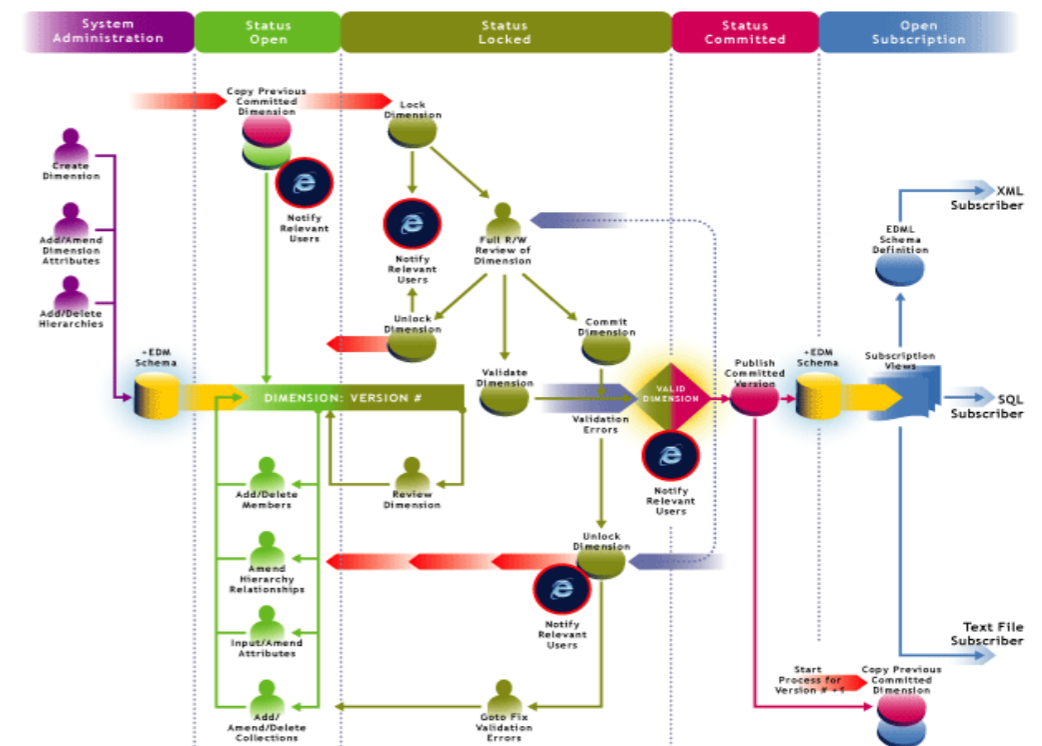 System
Administration
Status
Open
Status
Locked
Status
Committed
Open
Subscription
Copy Previous
Committed
Dimension
Lock
Dimension
Create
Dimension
Notify
Relevant
Users
Add/Amend
Dimension
Attributes
Full R/W
Review of
Dimension
Notify
Relevant
Users
XML
Subscriber
EDML
Schema
Definition
Add/Delete
Hierarchies
Unlock
Dimension
Commit
Dimension
+EDM
Schema
DIMENSION: VERSION #
Validate
Dimension
VALID
DIMENSION
Publish
Committed
Version
+EDM
Schema
Subscription
Views
SQL
Subscriber
Validation
Errors
Add/Delete
Members
Review
Dimension
Notify
Relevant
Users
Unlock
Dimension
Amend
Hierarchy
Relationships
Notify
Relevant
Users
Input/Amend
Attributes
Text File
Subscriber
Start
Process for
Version # +1
Copy Previous
Committed
Dimension
Add/
Amend/Delete
Collections
Goto Fix
Validation
Errors